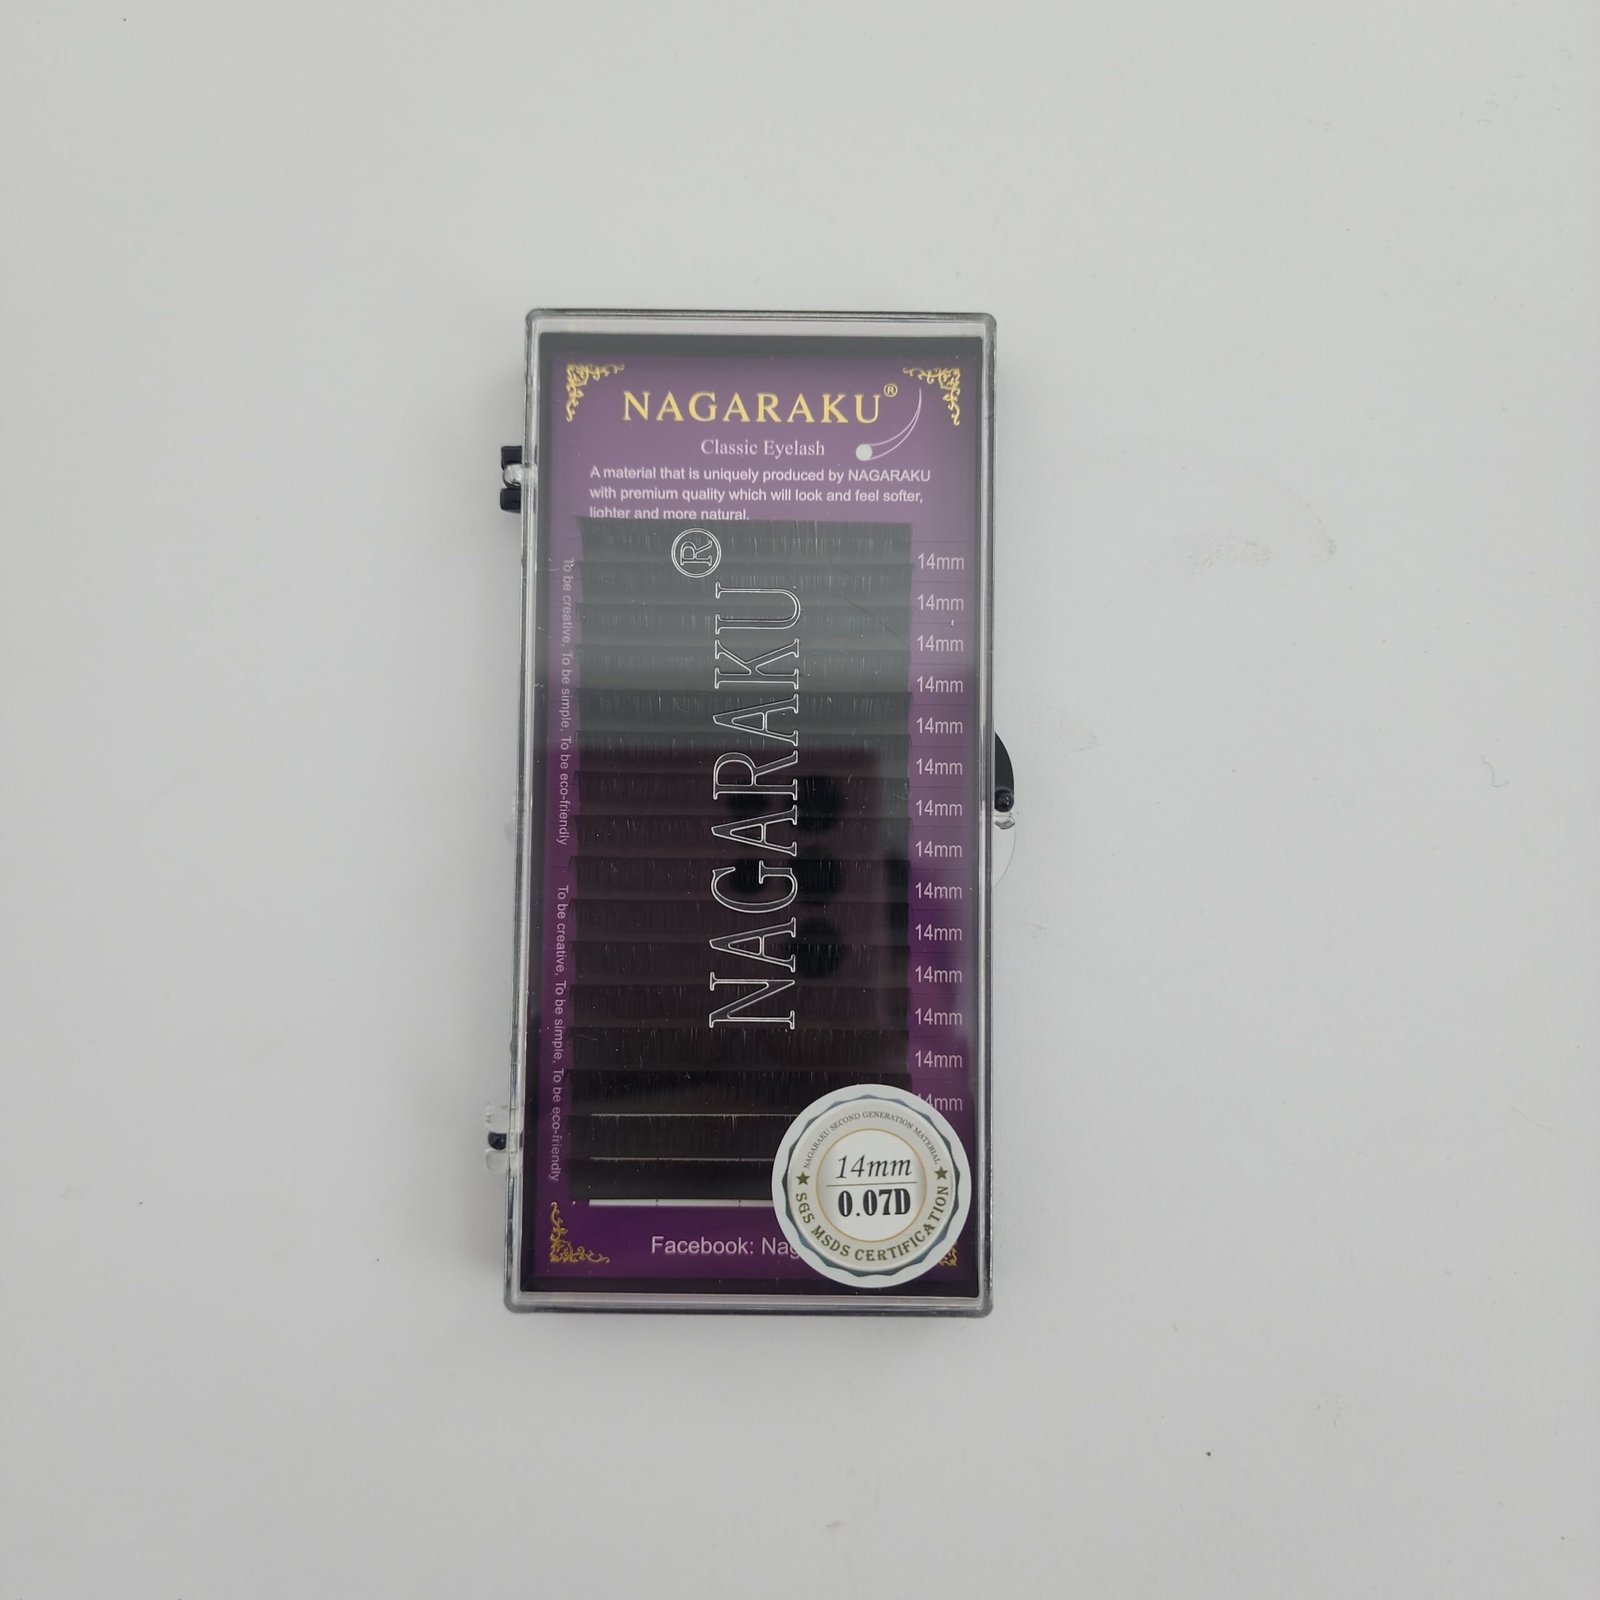 NAGARAKU®
Classic Eyelash
A material that is uniquely produced by NAGARAKU
with premium quality which will look and feel softer,
lighter and more natural.
NAGARAKU®
To be creative, To be simple, To be eco-friendly
To be creative, To be simple, To be eco-friendly
14mm
14mm
14mm
14mm
14mm
14mm
14mm
14mm
14mm
14mm
14mm
14mm
14mm
14mm
NAGARAKU SECOND GENERATION MATERIAL
14mm
0.07D
★ SGS MSDS CERTIFICATION ★
Facebook: Nag